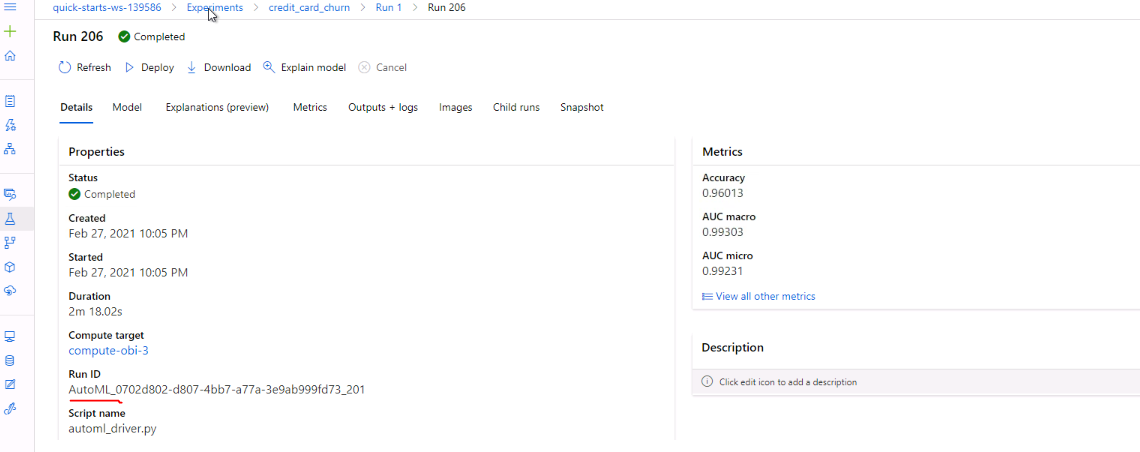 quick-starts-ws-139586 > Experiments > credit_card_churn > Run 1 > Run 206
Run 206 Completed
Refresh Deploy Download Explain model Cancel
Details Model Explanations (preview) Metrics Outputs + logs Images Child runs Snapshot
Properties
Status
Completed
Created
Feb 27, 2021 10:05 PM
Started
Feb 27, 2021 10:05 PM
Duration
2m 18.02s
Compute target
compute-obi-3
Run ID
AutoML_0702d802-d807-4bb7-a77a-3e9ab999fd73_201
Script name
automl_driver.py
Metrics
Accuracy
0.96013
AUC macro
0.99303
AUC micro
0.99231
View all other metrics
Description
Click edit icon to add a description